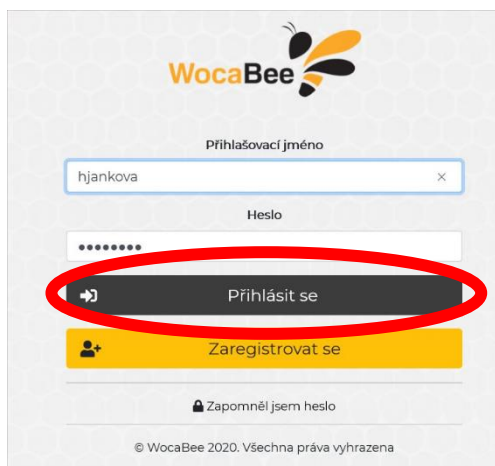 WocaBee
Přihlašovací jméno
hjankova
Heslo
••••••••
Přihlásit se
Zaregistrovat se
Zapomněl jsem heslo
© WocaBee 2020. Všechna práva vyhrazena